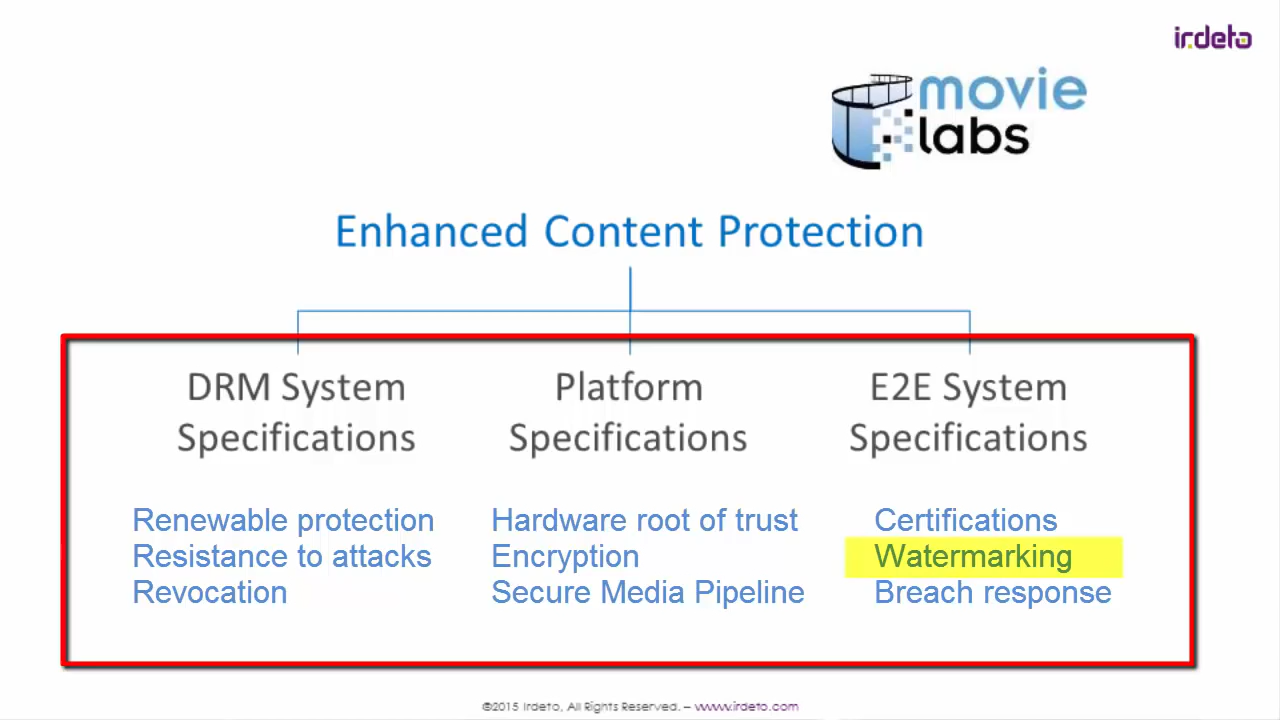 irdeto
movie
labs
Enhanced Content Protection
DRM System
Specifications
Platform
Specifications
E2E System
Specifications
Renewable protection
Resistance to attacks
Revocation
Hardware root of trust
Encryption
Secure Media Pipeline
Certifications
Watermarking
Breach response
©2015 Irdeto, All Rights Reserved. – www.irdeto.com